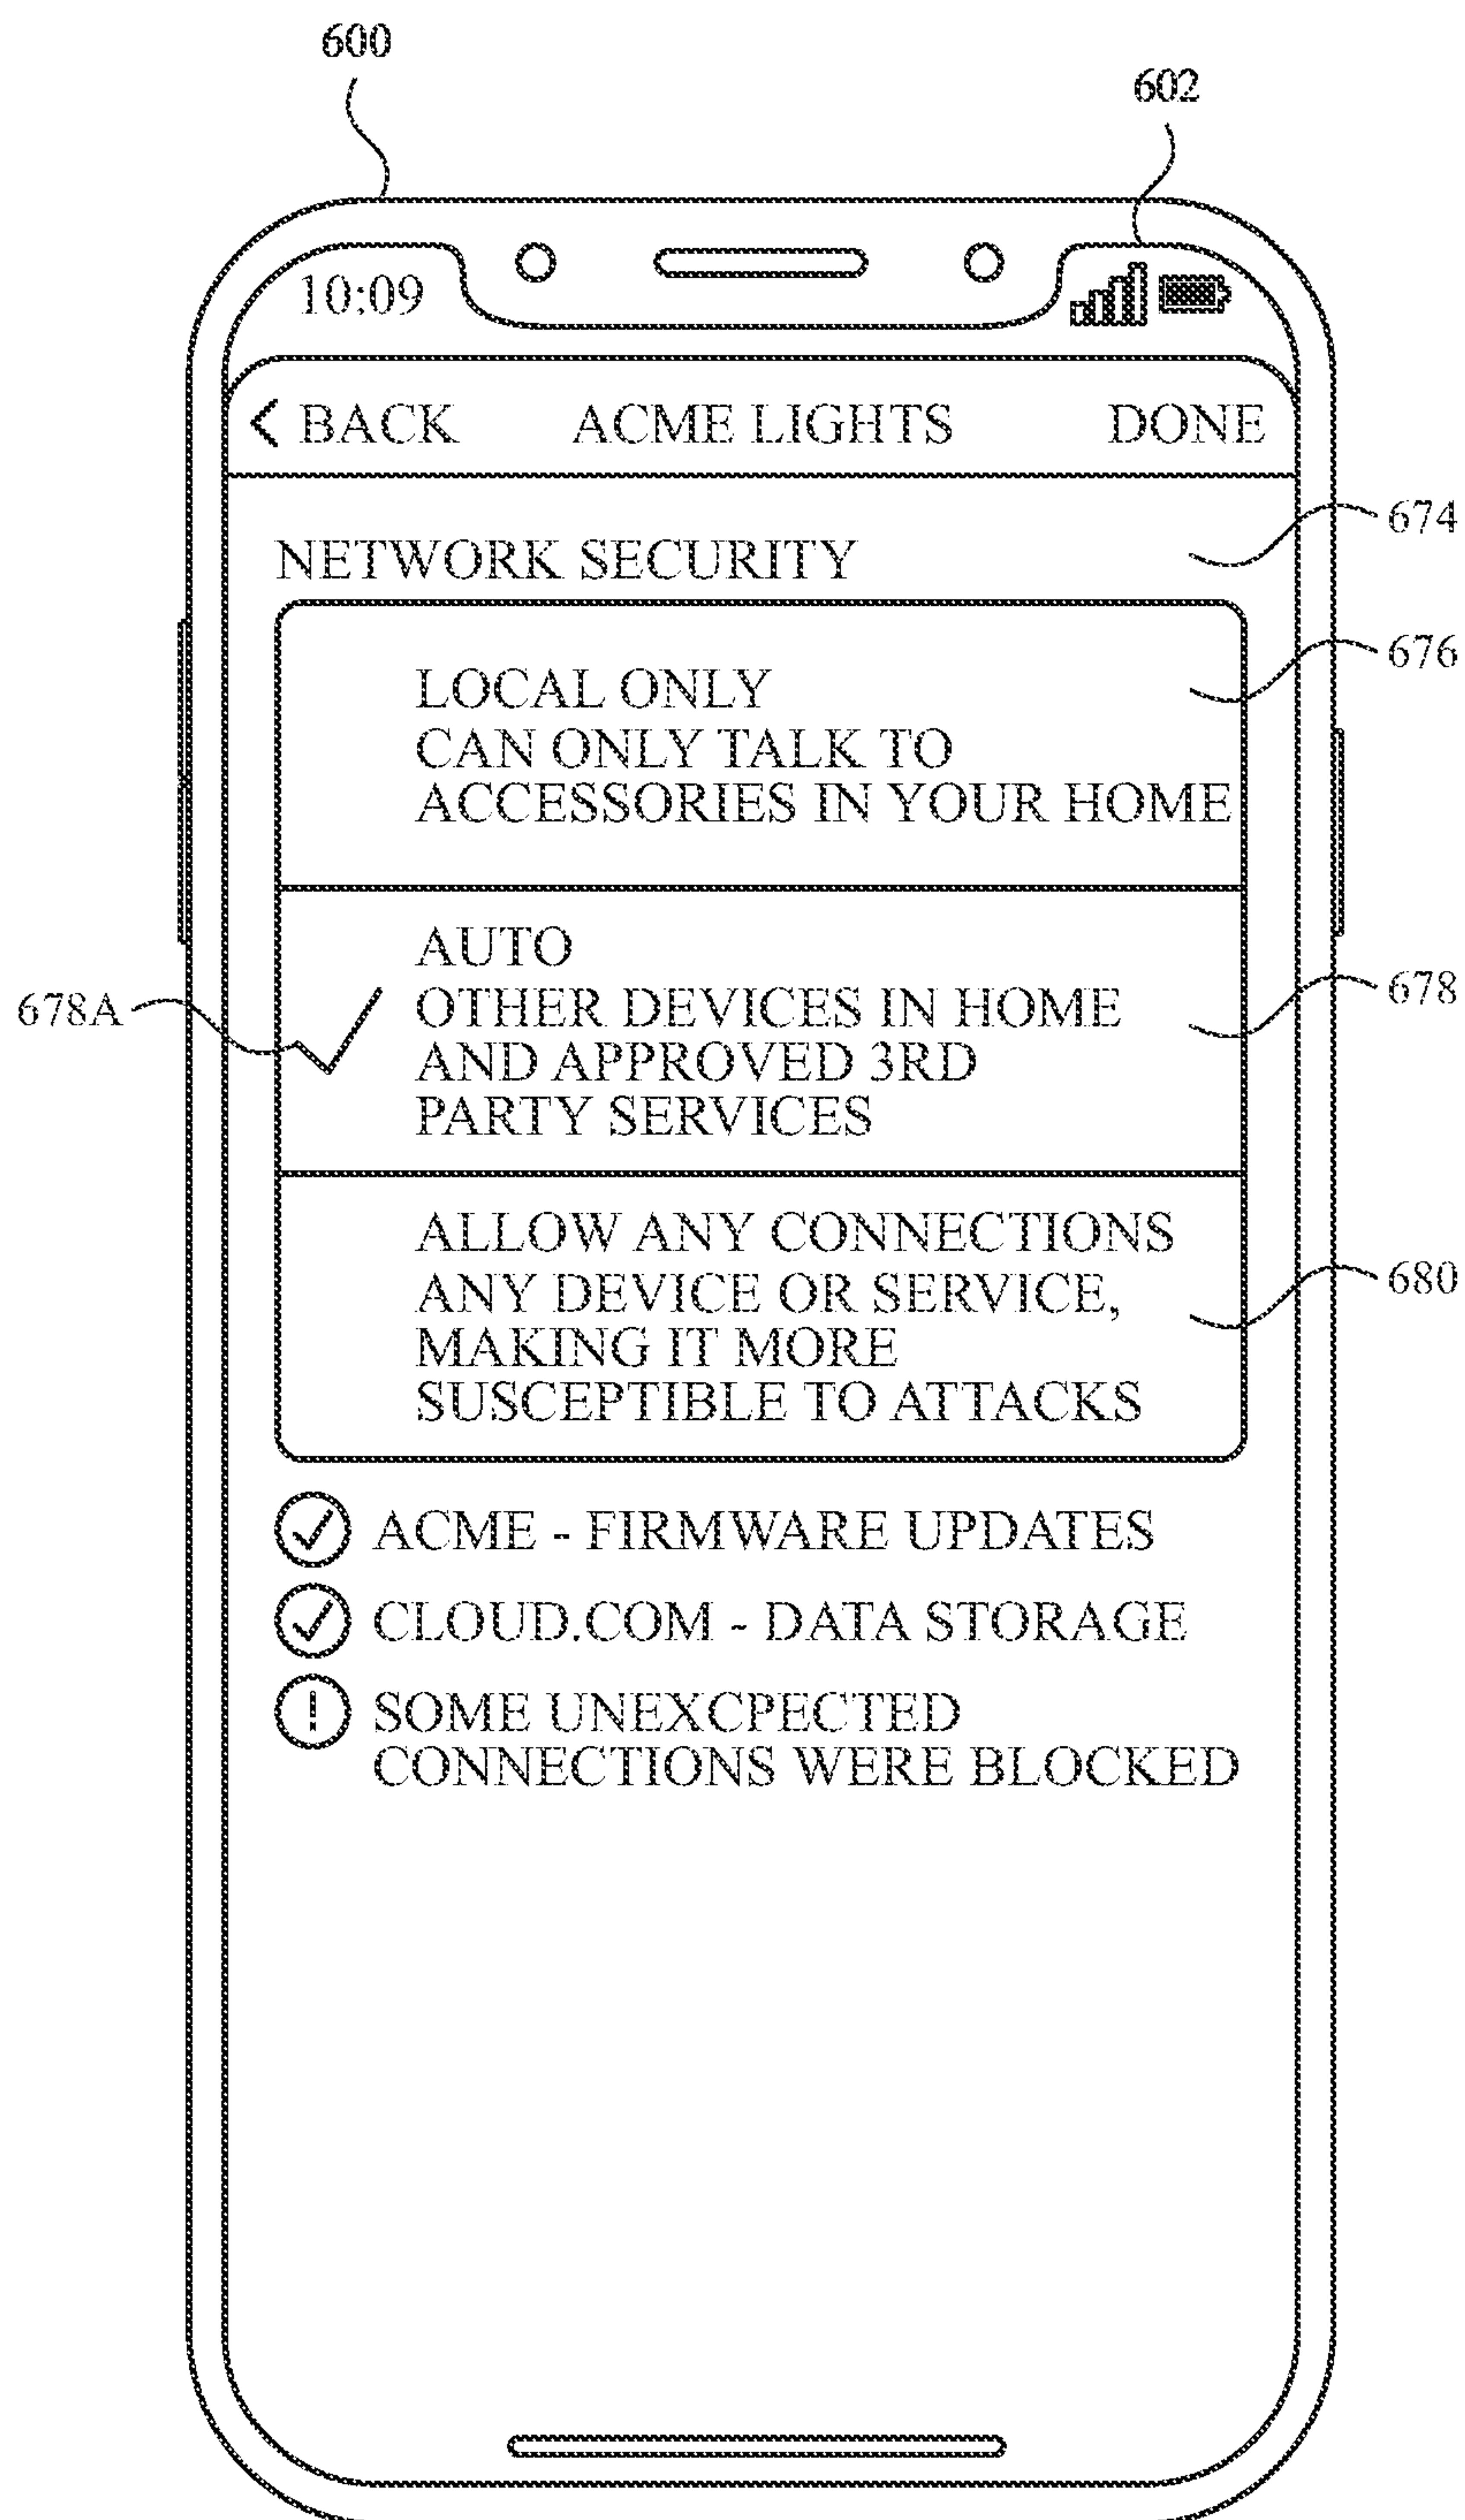 600
602
10:09
< BACK ACME LIGHTS DONE
674
NETWORK SECURITY
676
LOCAL ONLY
CAN ONLY TALK TO
ACCESSORIES IN YOUR HOME
AUTO
678A
678
OTHER DEVICES IN HOME
AND APPROVED 3RD
PARTY SERVICES
ALLOW ANY CONNECTIONS
680
ANY DEVICE OR SERVICE,
MAKING IT MORE
SUSCEPTIBLE TO ATTACKS
ACME - FIRMWARE UPDATES
CLOUD.COM - DATA STORAGE
! SOME UNEXCPECTED
CONNECTIONS WERE BLOCKED